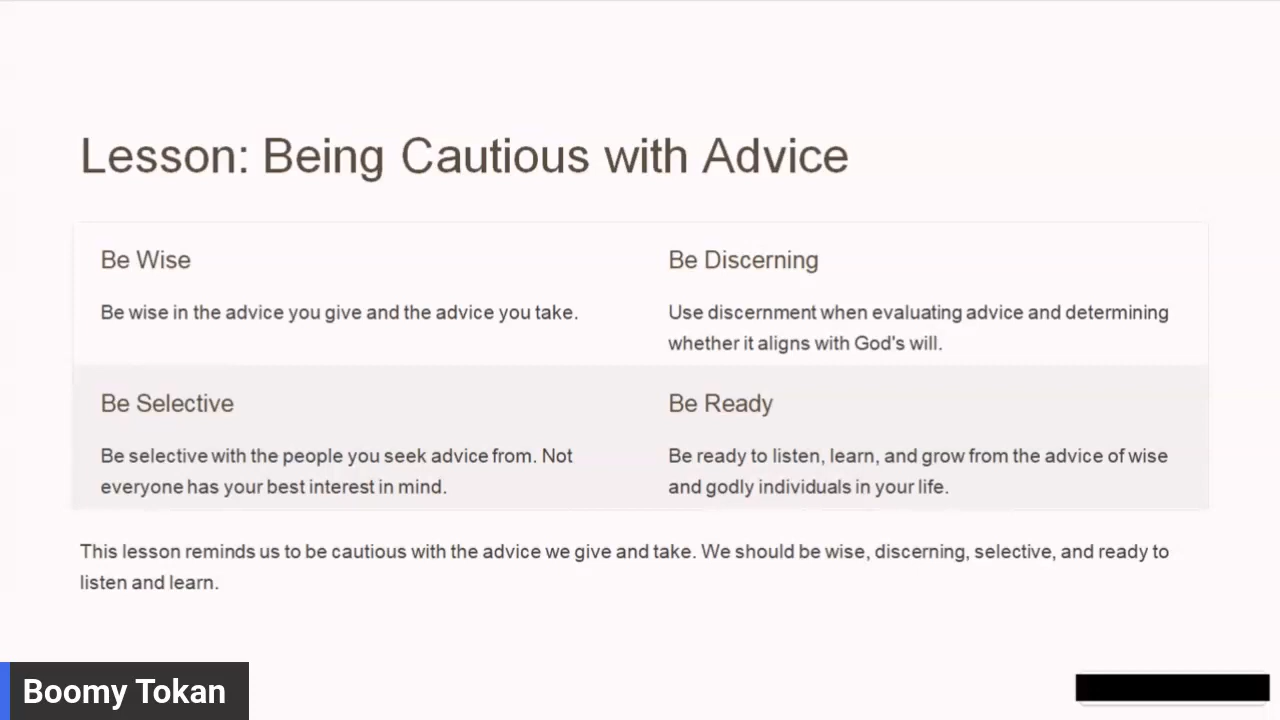 Lesson: Being Cautious with Advice
Be Wise
Be wise in the advice you give and the advice you take.
Be Discerning
Use discernment when evaluating advice and determining
whether it aligns with God's will.
Be Selective
Be selective with the people you seek advice from. Not
everyone has your best interest in mind.
Be Ready
Be ready to listen, learn, and grow from the advice of wise
and godly individuals in your life.
This lesson reminds us to be cautious with the advice we give and take. We should be wise, discerning, selective, and ready to
listen and learn.
Boomy Tokan